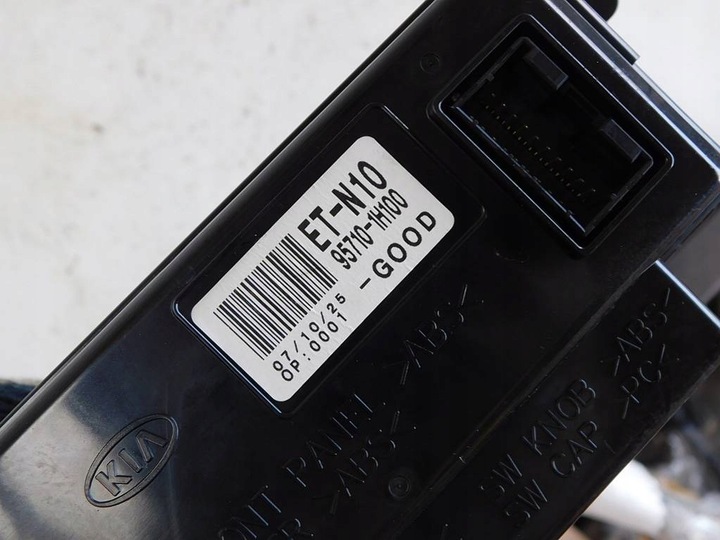 ET-N10
95710-1H100
-GOOD
07/10/25
OP:0001
KIA
PANEL >ABS<
>ABS<
SW KNOB >ABS<
SW CAP >PC<